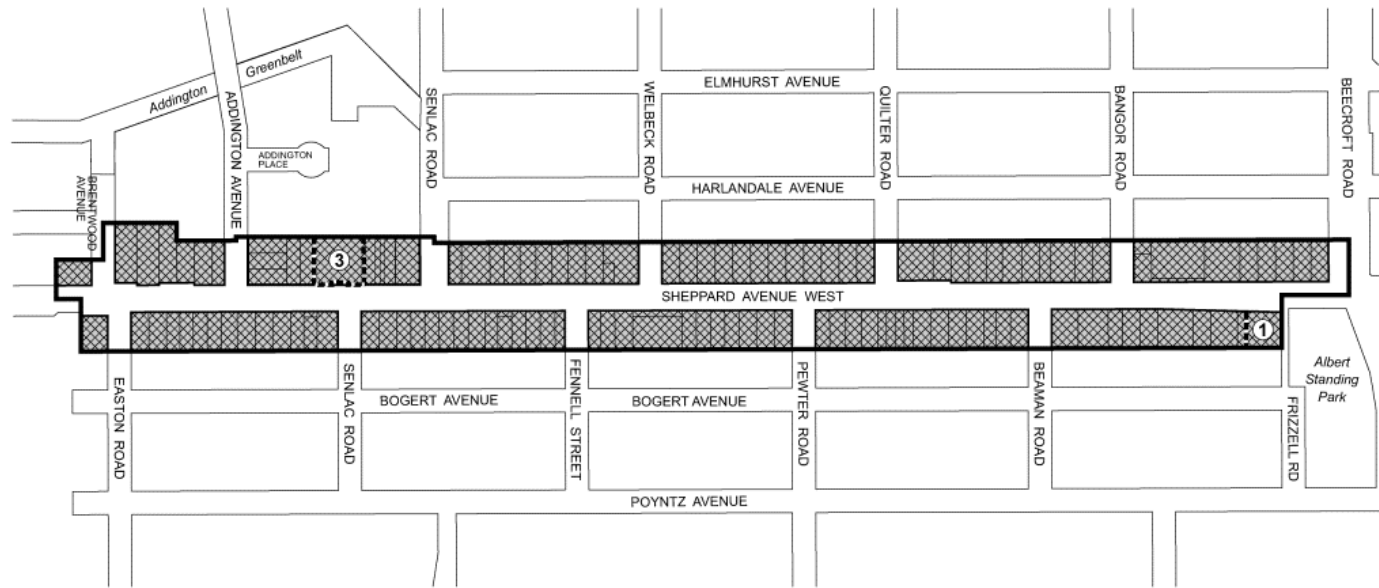 Addington Greenbelt
ELMHURST AVENUE
ADDINGTON AVENUE
SENLAC ROAD
WELBECK ROAD
QUILTER ROAD
BANGOR ROAD
BEECROFT ROAD
ADDINGTON
PLACE
BRENTWOOD
AVENUE
HARLANDALE AVENUE
3
SHEPPARD AVENUE WEST
1
EASTON ROAD
SENLAC ROAD
FENNELL STREET
PEWTER ROAD
BEAMAN ROAD
FRIZZELL RD
Albert
Standing
Park
BOGERT AVENUE
BOGERT AVENUE
POYNTZ AVENUE